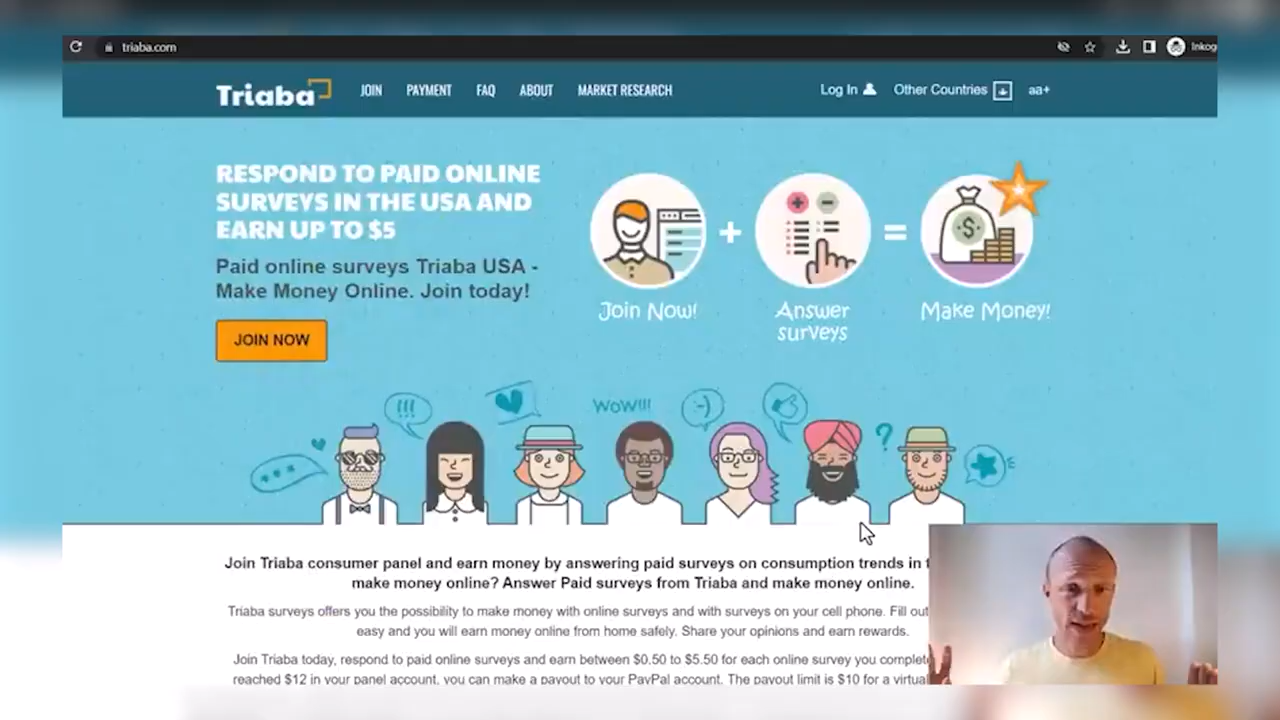 triaba.com
Inkog
Triaba
JOIN PAYMENT FAQ ABOUT MARKET RESEARCH
Log In Other Countries aa+
RESPOND TO PAID ONLINE
SURVEYS IN THE USA AND
EARN UP TO $5
Paid online surveys Triaba USA -
Make Money Online. Join today!
JOIN NOW
Join Now!
Answer
surveys
Make Money!
!!!
WOW!!!
:-)
?
Join Triaba consumer panel and earn money by answering paid surveys on consumption trends in
make money online? Answer Paid surveys from Triaba and make money online.
Triaba surveys offers you the possibility to make money with online surveys and with surveys on your cell phone. Fill out
easy and you will earn money online from home safely. Share your opinions and earn rewards.
Join Triaba today, respond to paid online surveys and earn between $0.50 to $5.50 for each online survey you
reached $12 in your panel account, you can make a payout to your PayPal account. The payout limit is $10 for a